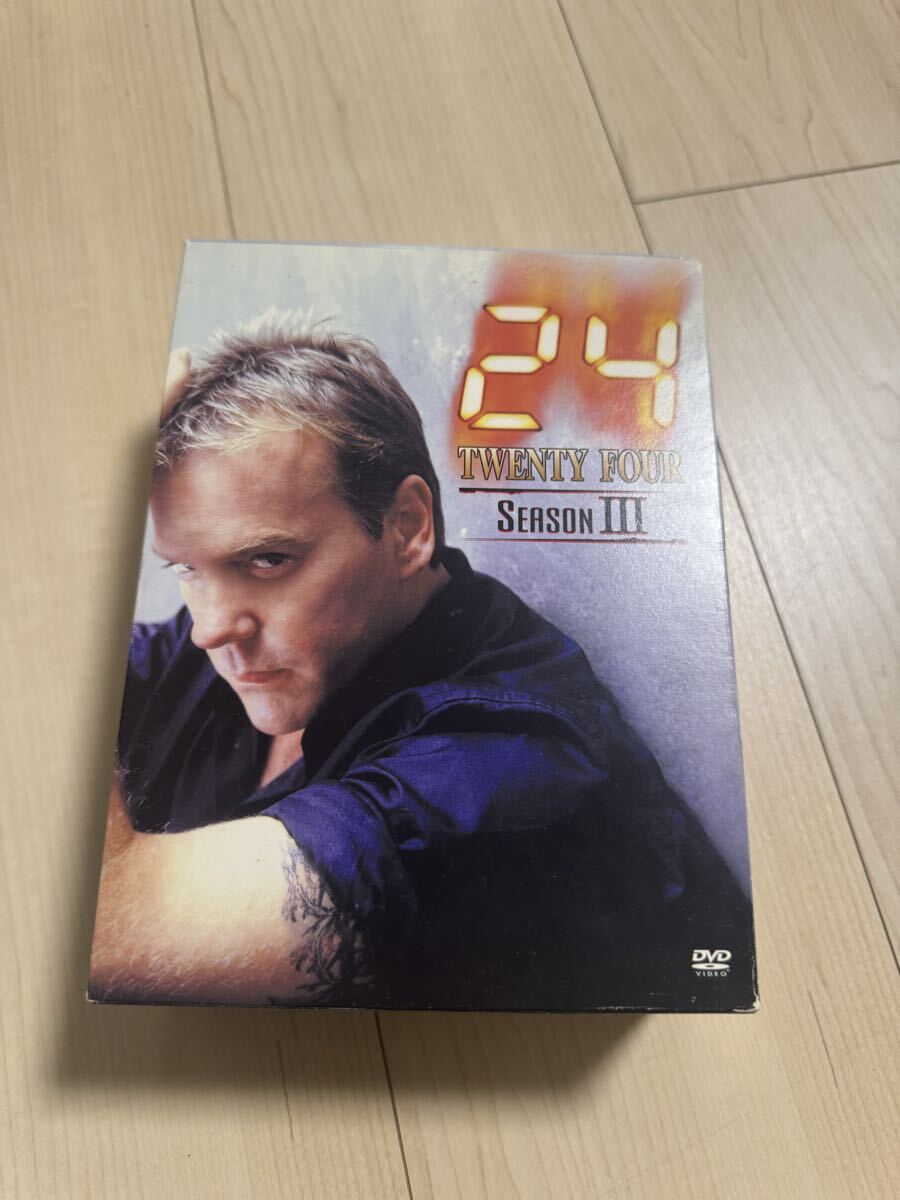 24
TWENTY FOUR
SEASON III
DVD
VIDEO